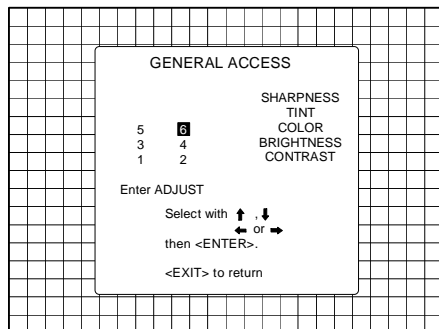 GENERAL ACCESS
SHARPNESS
TINT
5 6 COLOR
3 4 BRIGHTNESS
1 2 CONTRAST
Enter ADJUST
Select with ↑ , ↓
← or →
then <ENTER>.
<EXIT> to return